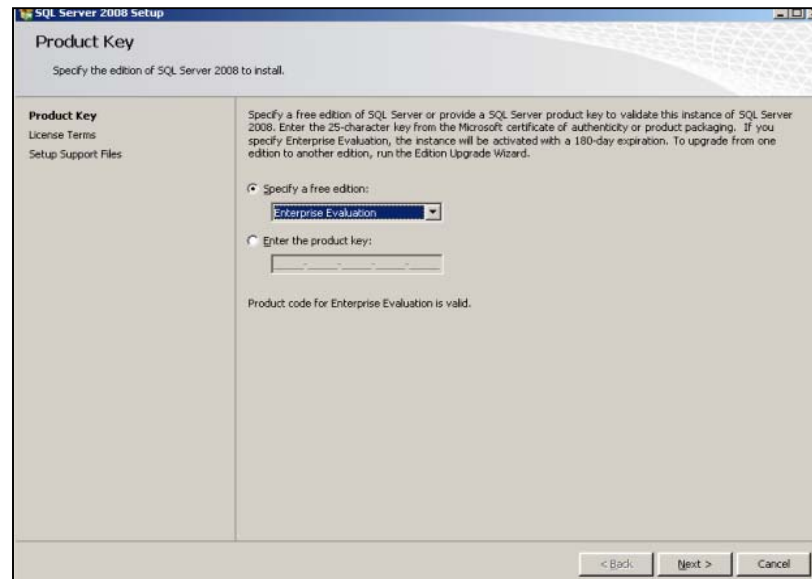 SQL Server 2008 Setup
Product Key
Specify the edition of SQL Server 2008 to install.
Product Key
License Terms
Setup Support Files
Specify a free edition of SQL Server or provide a SQL Server product key to validate this instance of SQL Server
2008. Enter the 25-character key from the Microsoft certificate of authenticity or product packaging. If you
specify Enterprise Evaluation, the instance will be activated with a 180-day expiration. To upgrade from one
edition to another edition, run the Edition Upgrade Wizard.
Specify a free edition:
Enterprise Evaluation
Enter the product key:
Product code for Enterprise Evaluation is valid.
< Back
Next >
Cancel